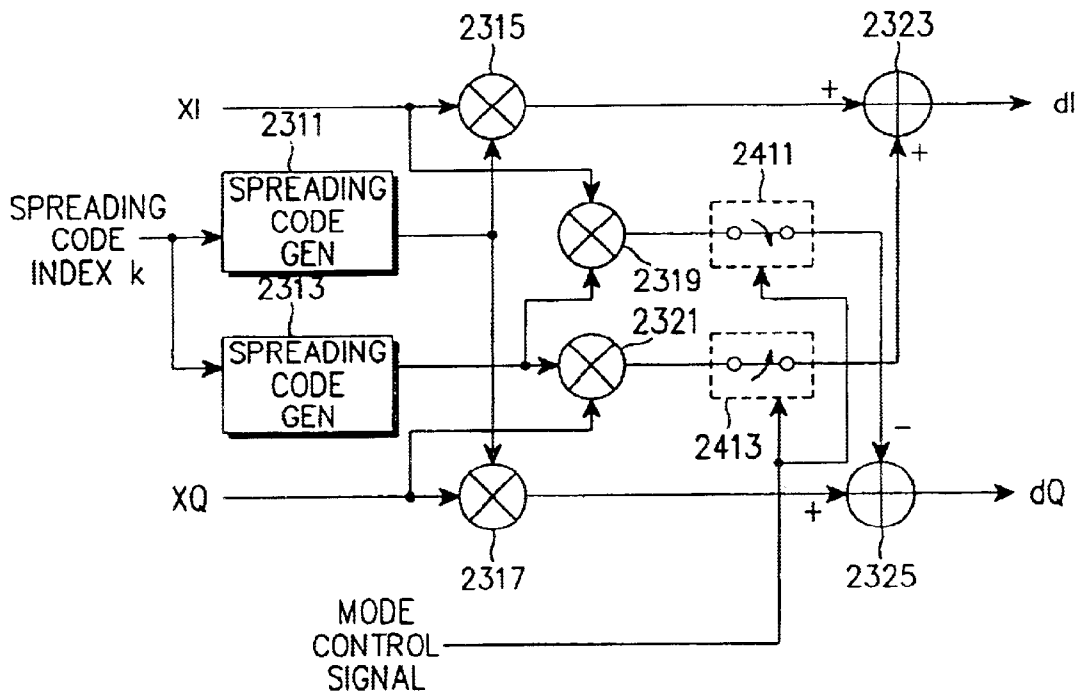 2315
2323
XI
+
dI
2311
+
2411
SPREADING
CODE
GEN
SPREADING
CODE
INDEX k
2319
2313
2321
SPREADING
CODE
GEN
2413
-
XQ
+
dQ
2317
2325
MODE
CONTROL
SIGNAL